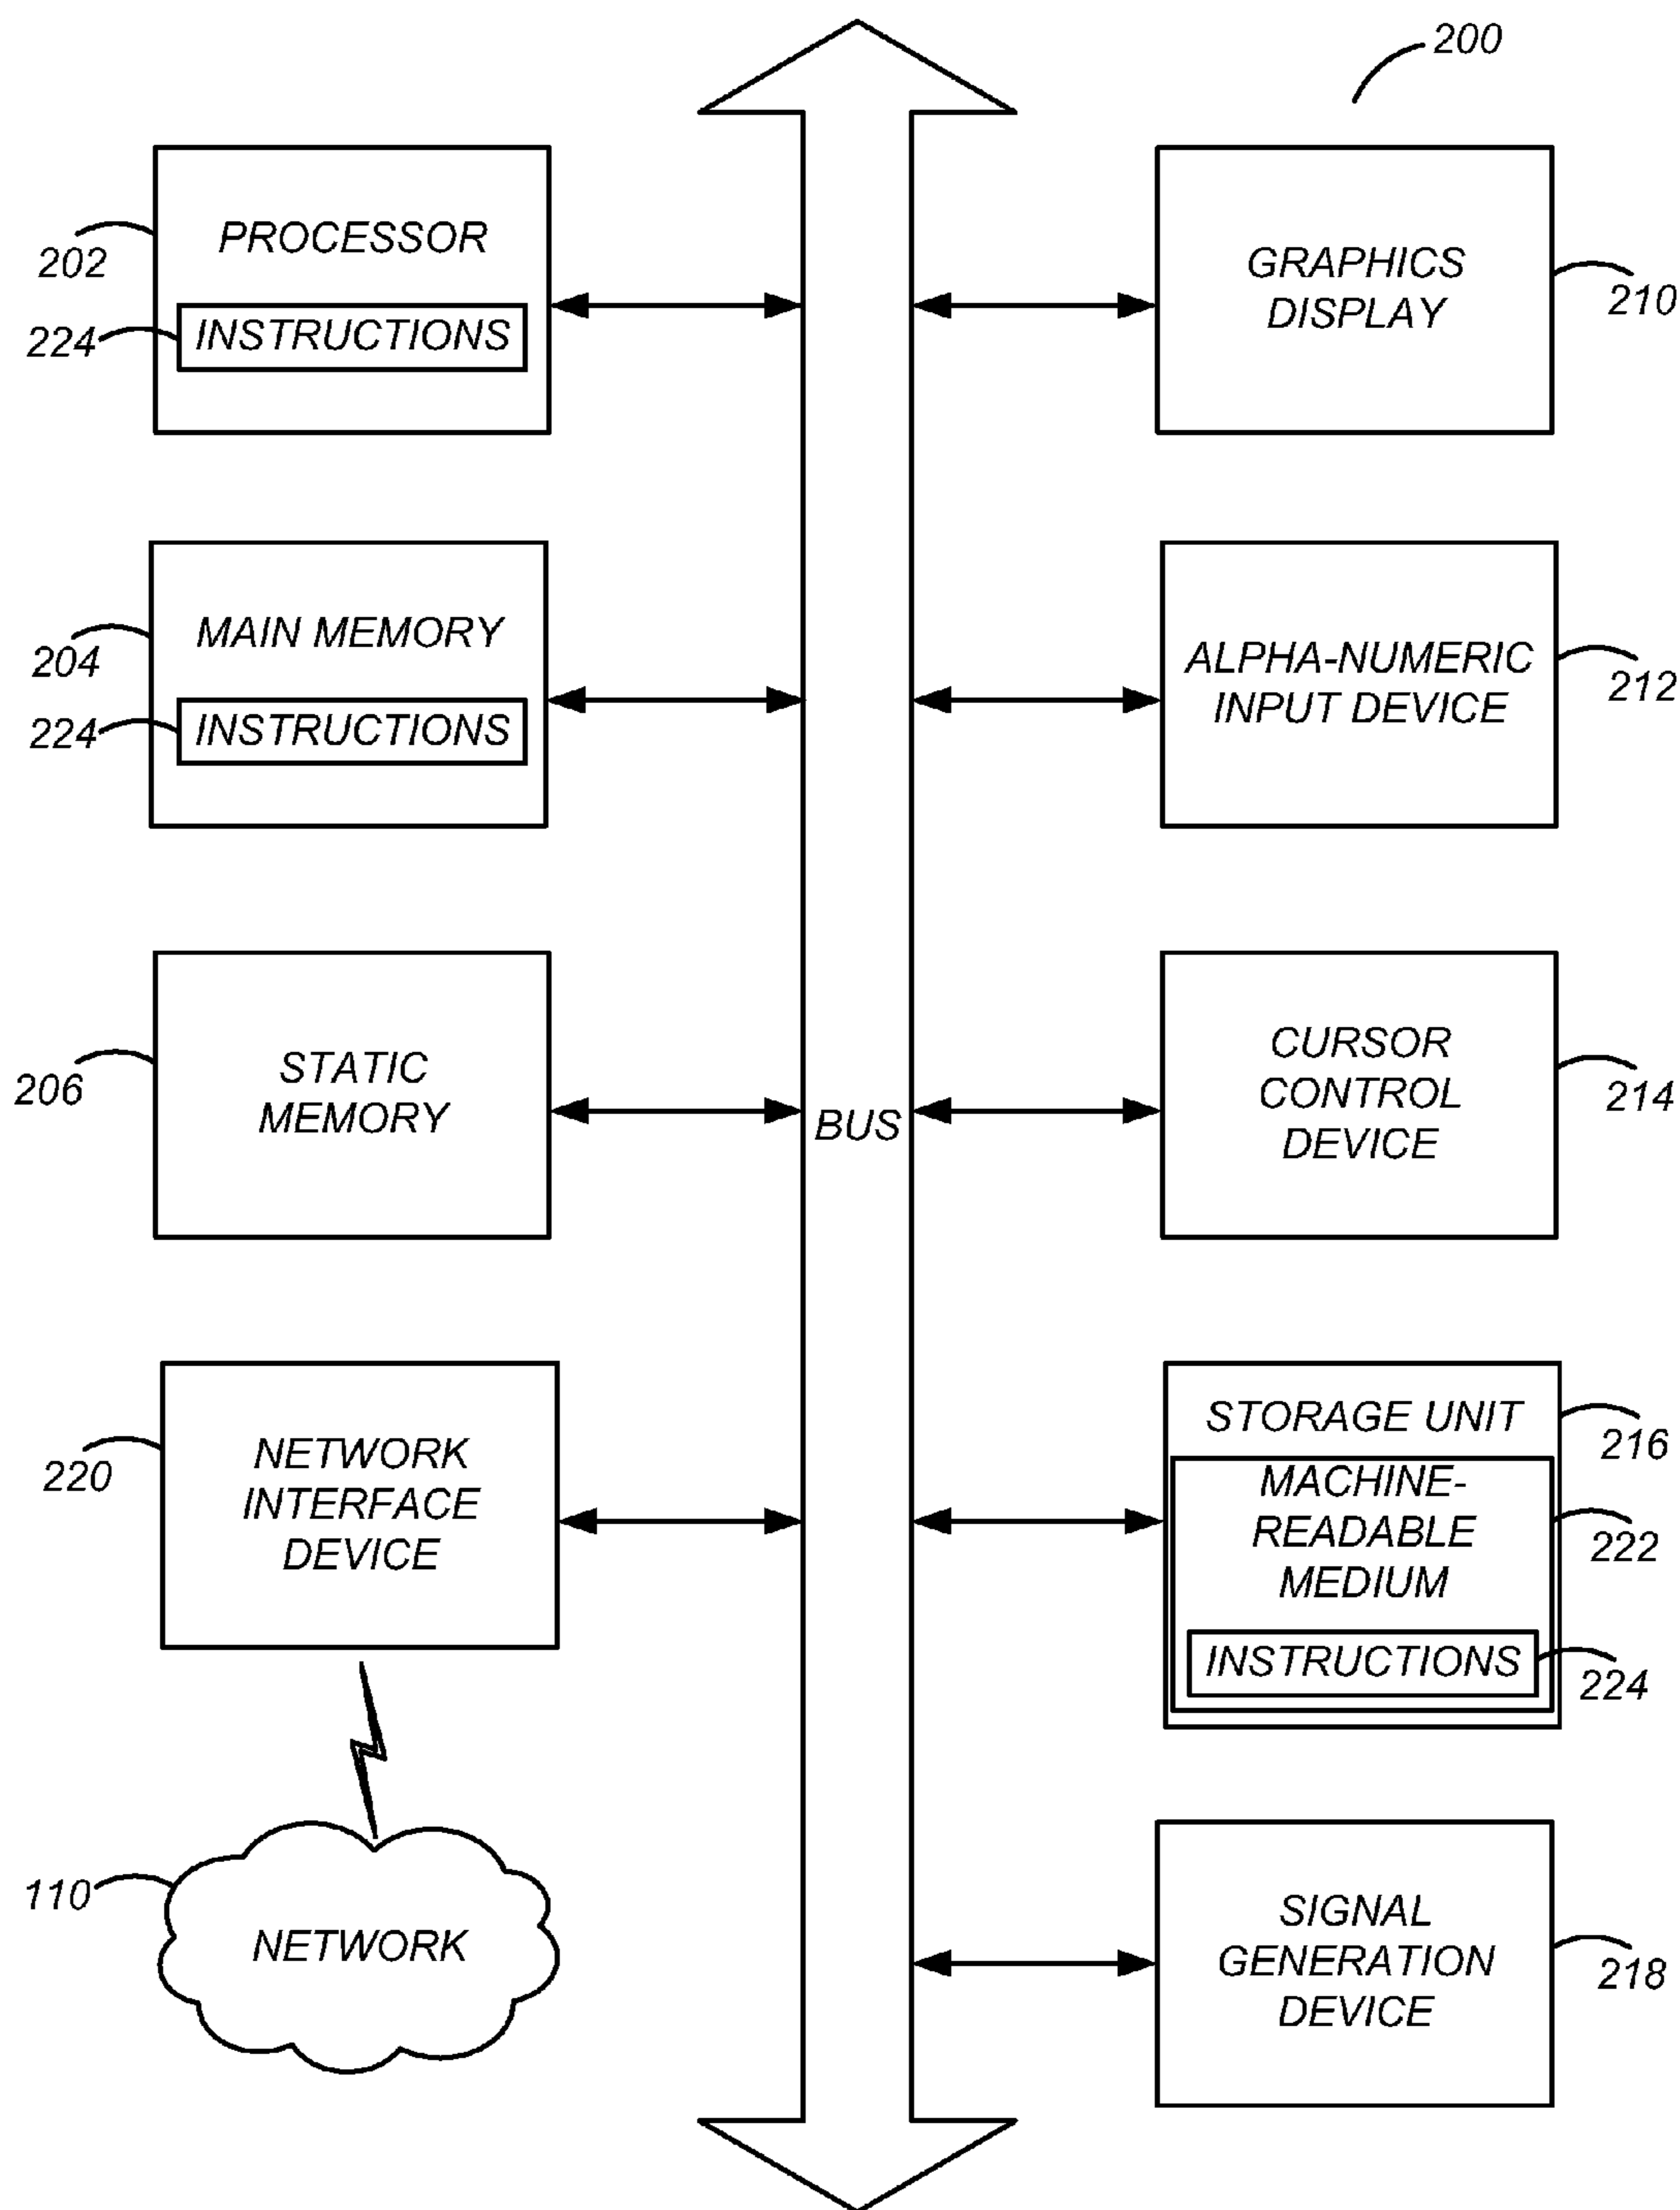 200
PROCESSOR
202
224
INSTRUCTIONS
GRAPHICS
DISPLAY
210
MAIN MEMORY
204
224
INSTRUCTIONS
ALPHA-NUMERIC
INPUT DEVICE
212
STATIC
MEMORY
206
BUS
CURSOR
CONTROL
DEVICE
214
NETWORK
INTERFACE
DEVICE
220
STORAGE UNIT
216
MACHINE-
READABLE
MEDIUM
222
INSTRUCTIONS
224
110
NETWORK
SIGNAL
GENERATION
DEVICE
218